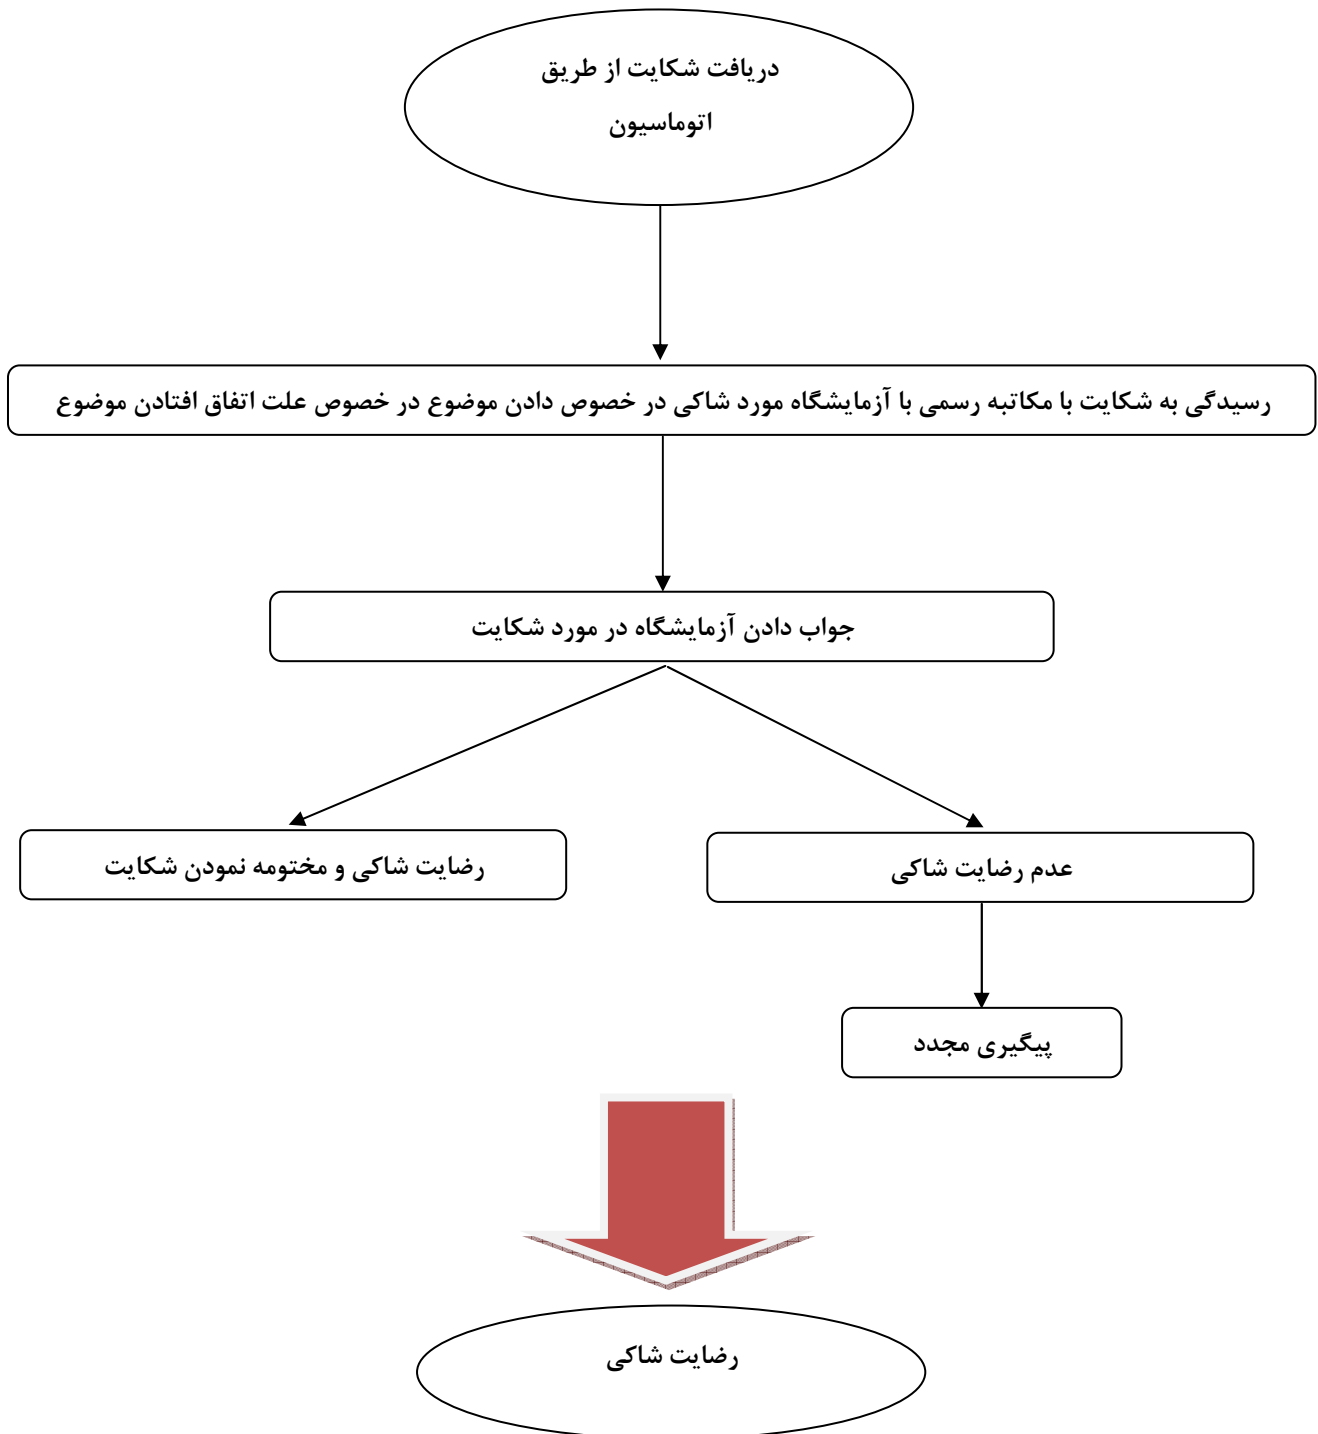 دریافت شکایت از طریق
اتوماسیون
رسیدگی به شکایت با مکاتبه رسمی با آزمایشگاه مورد شاکی در خصوص دادن موضوع در خصوص علت اتفاق افتادن موضوع
جواب دادن آزمایشگاه در مورد شکایت
عدم رضایت شاکی
رضایت شاکی و مختومه نمودن شکایت
پیگیری مجدد
رضایت شاکی